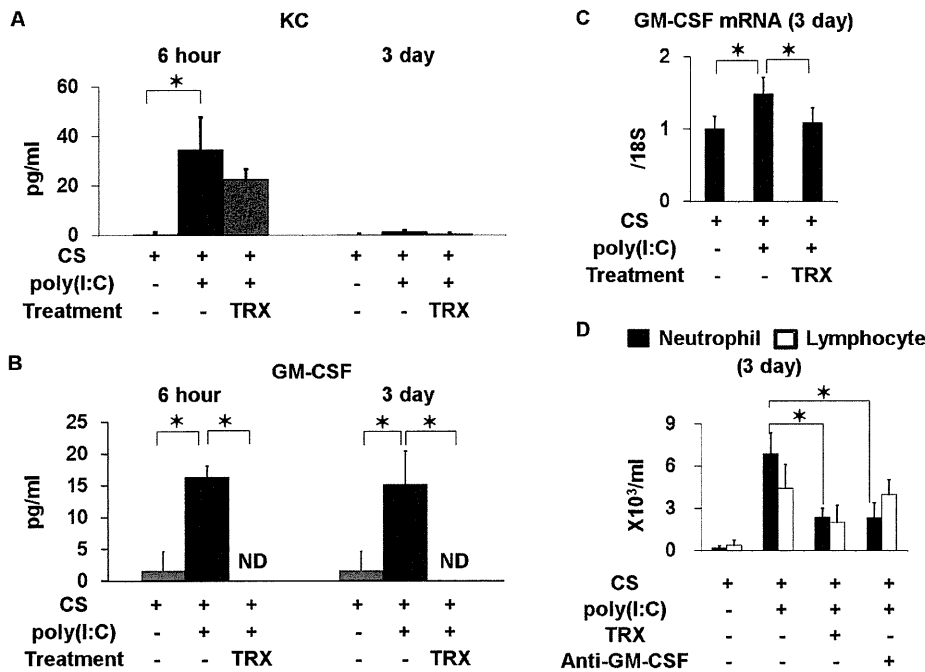 A
KC
6 hour 3 day
60
40
20
0
pg/ml
*
CS + + + + + +
poly(I:C) - + + - + +
Treatment - - TRX - - TRX
B
GM-CSF
6 hour 3 day
25
20
15
10
5
0
pg/ml
* * * *
ND ND
CS + + + + + +
poly(I:C) - + + - + +
Treatment - - TRX - - TRX
C GM-CSF mRNA (3 day)
2
1
0
/18S
* *
CS + + +
poly(I:C) - + +
Treatment - - TRX
D Neutrophil Lymphocyte
(3 day)
9
6
3
0
X10³/ml
*
*
CS + + + +
poly(I:C) - + + +
TRX - - + -
Anti-GM-CSF - - - +